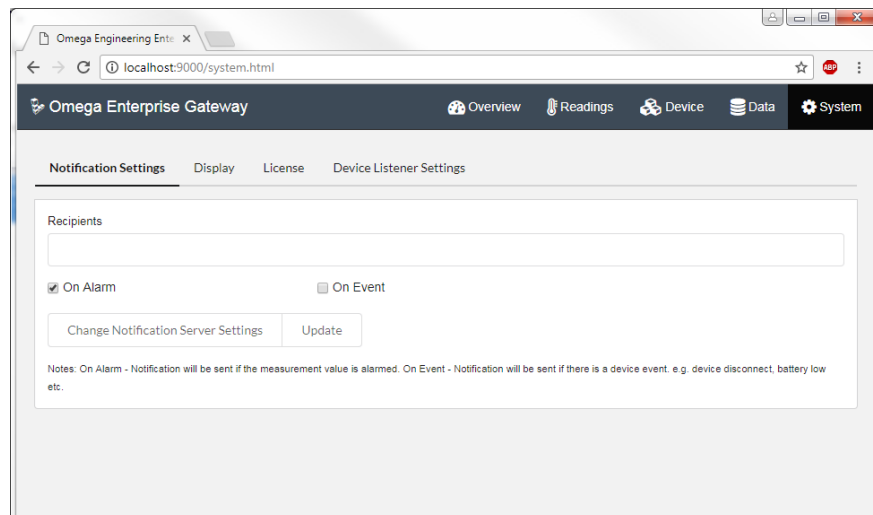 Omega Engineering Ente
localhost:9000/system.html
ABP
Omega Enterprise Gateway
Overview
Readings
Device
Data
System
Notification Settings
Display
License
Device Listener Settings
Recipients
On Alarm
On Event
Change Notification Server Settings
Update
Notes: On Alarm - Notification will be sent if the measurement value is alarmed. On Event - Notification will be sent if there is a device event. e.g. device disconnect, battery low
etc.